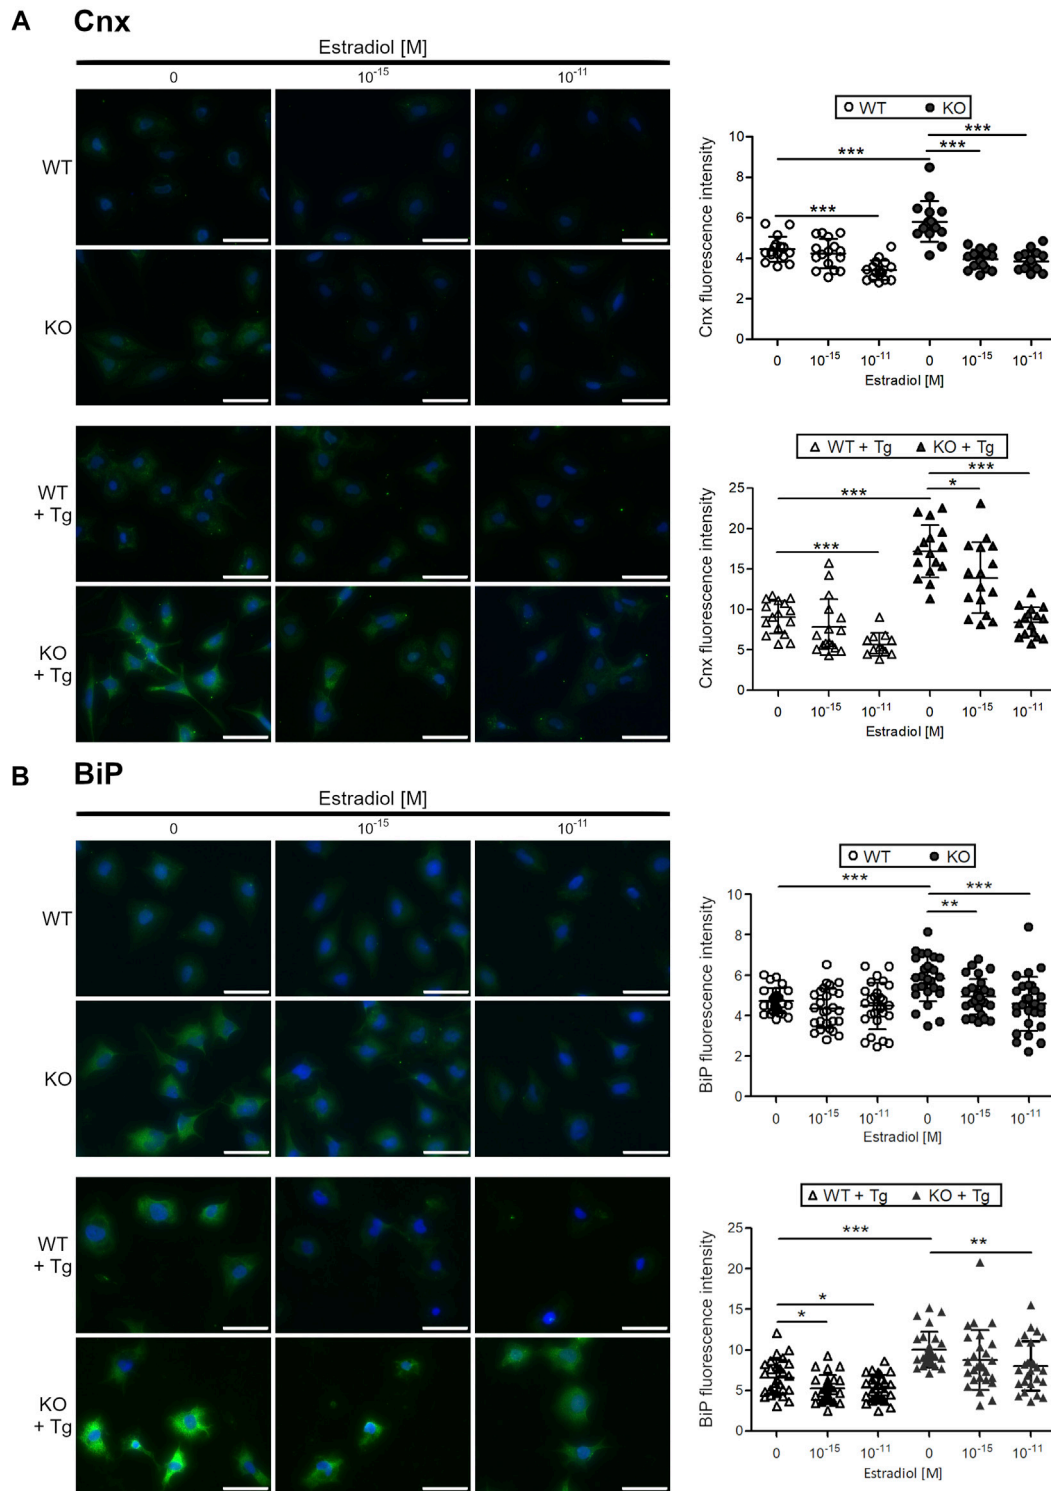 A Cnx
Estradiol [M]
0 10⁻¹⁵ 10⁻¹¹
WT
KO
WT + Tg
KO + Tg
WT KO
Cnx fluorescence intensity
10
8
6
4
2
0
*** *** *** ***
0 10⁻¹⁵ 10⁻¹¹ 0 10⁻¹⁵ 10⁻¹¹
Estradiol [M]
WT + Tg KO + Tg
Cnx fluorescence intensity
25
20
15
10
5
0
*** *** * ***
0 10⁻¹⁵ 10⁻¹¹ 0 10⁻¹⁵ 10⁻¹¹
Estradiol [M]
B BiP
Estradiol [M]
0 10⁻¹⁵ 10⁻¹¹
WT
KO
WT + Tg
KO + Tg
WT KO
BiP fluorescence intensity
10
8
6
4
2
0
*** *** **
0 10⁻¹⁵ 10⁻¹¹ 0 10⁻¹⁵ 10⁻¹¹
Estradiol [M]
WT + Tg KO + Tg
BiP fluorescence intensity
25
20
15
10
5
0
*** ** * *
0 10⁻¹⁵ 10⁻¹¹ 0 10⁻¹⁵ 10⁻¹¹
Estradiol [M]